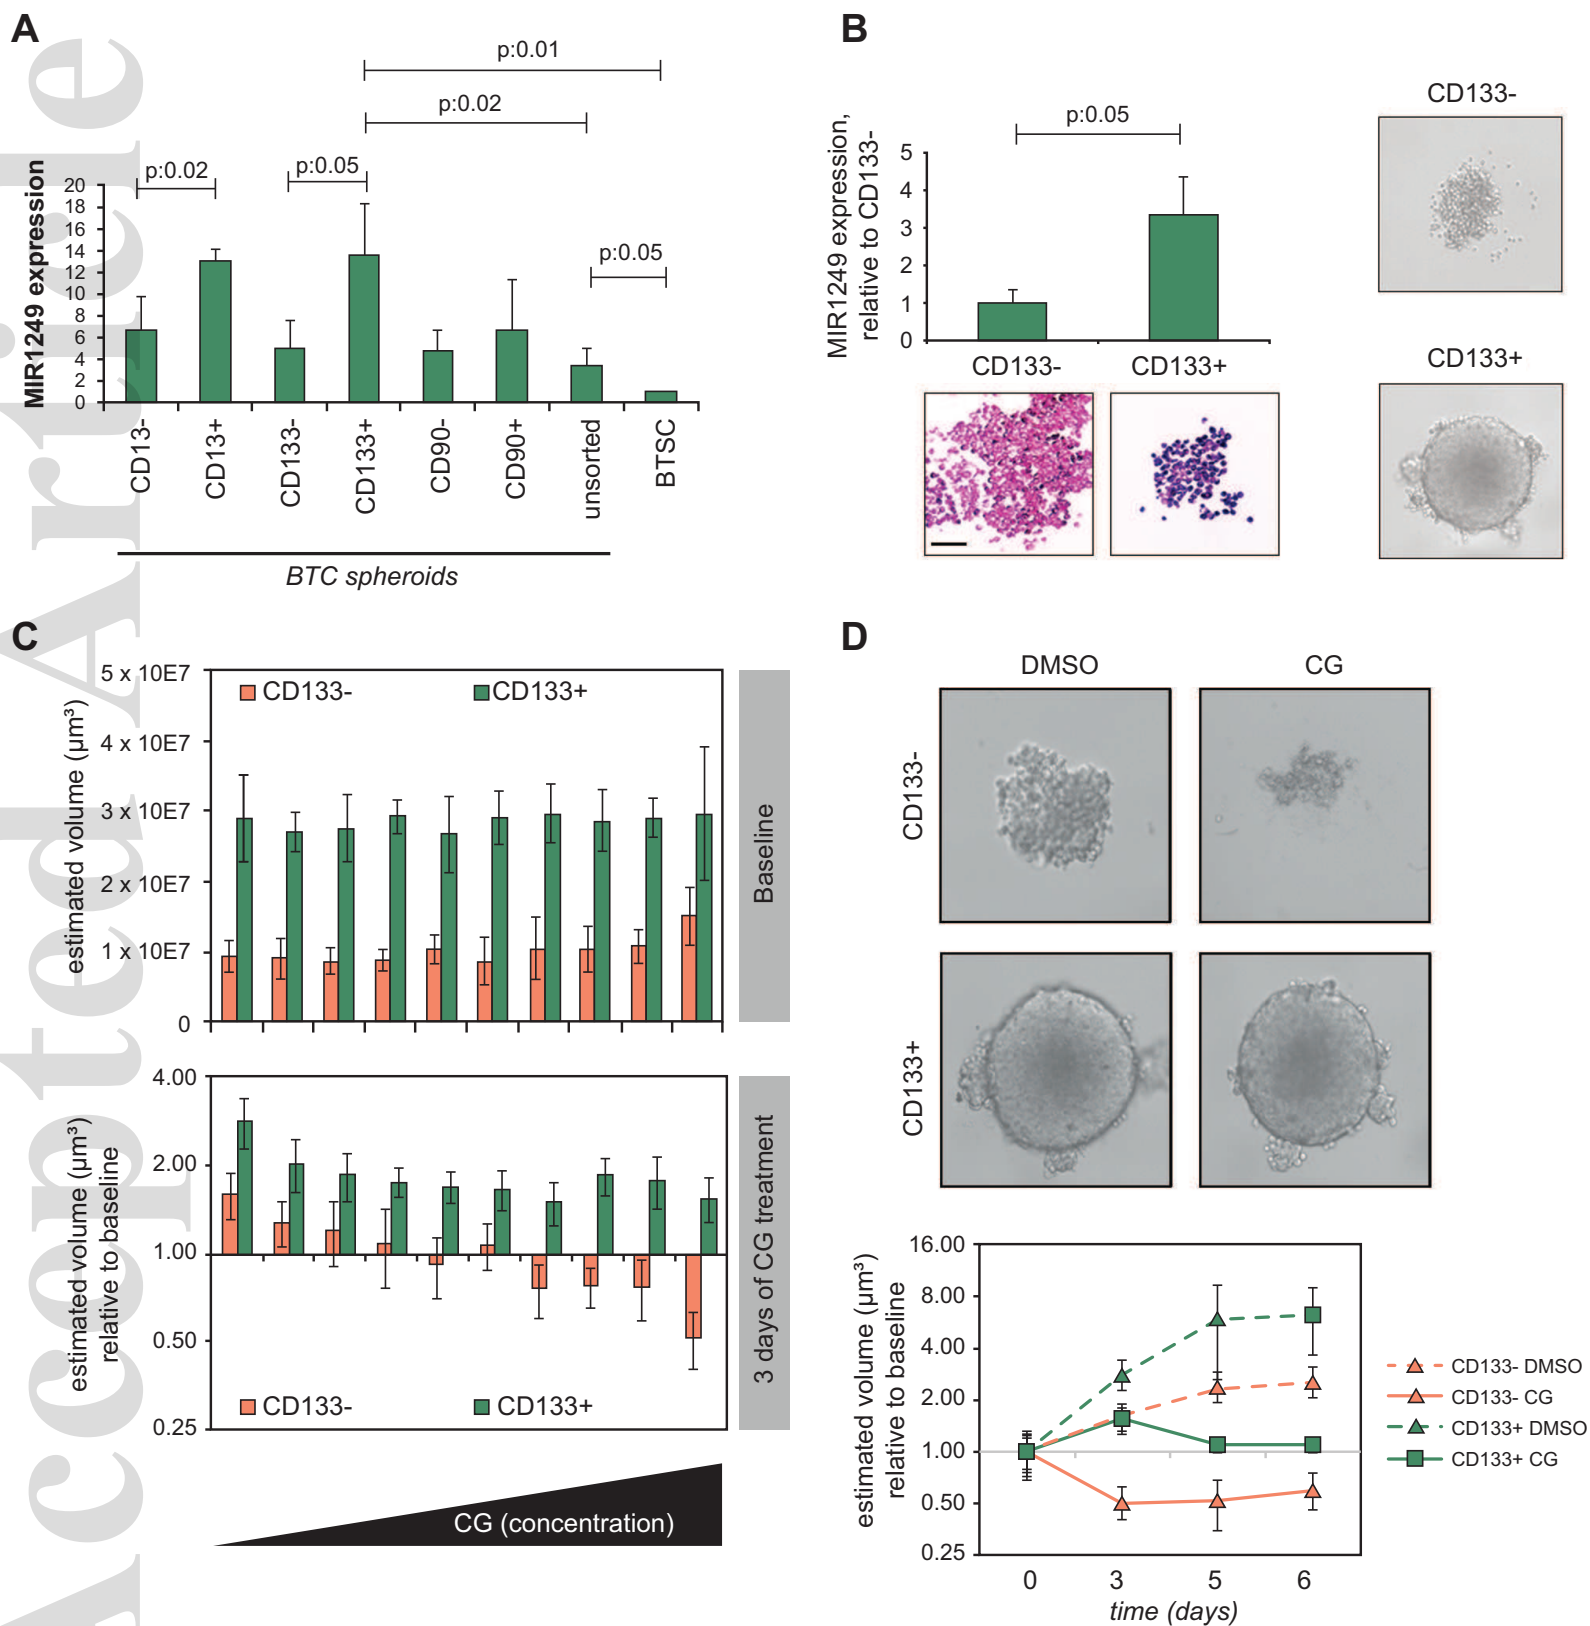 Accepted Article
A
p:0.01
p:0.02
p:0.02
p:0.05
p:0.05
MIR1249 expression
20
18
16
14
12
10
8
6
4
2
0
CD13-
CD13+
CD133-
CD133+
CD90-
CD90+
unsorted
BTSC
BTC spheroids
B
p:0.05
MIR1249 expression,
relative to CD133-
5
4
3
2
1
0
CD133-
CD133+
CD133-
CD133+
C
estimated volume (µm³)
5 x 10E7
4 x 10E7
3 x 10E7
2 x 10E7
1 x 10E7
0
CD133-
CD133+
Baseline
estimated volume (µm³)
relative to baseline
4.00
2.00
1.00
0.50
0.25
CD133-
CD133+
3 days of CG treatment
CG (concentration)
D
DMSO
CG
CD133-
CD133+
estimated volume (µm³)
relative to baseline
16.00
8.00
4.00
2.00
1.00
0.50
0.25
0
3
5
6
time (days)
CD133- DMSO
CD133- CG
CD133+ DMSO
CD133+ CG